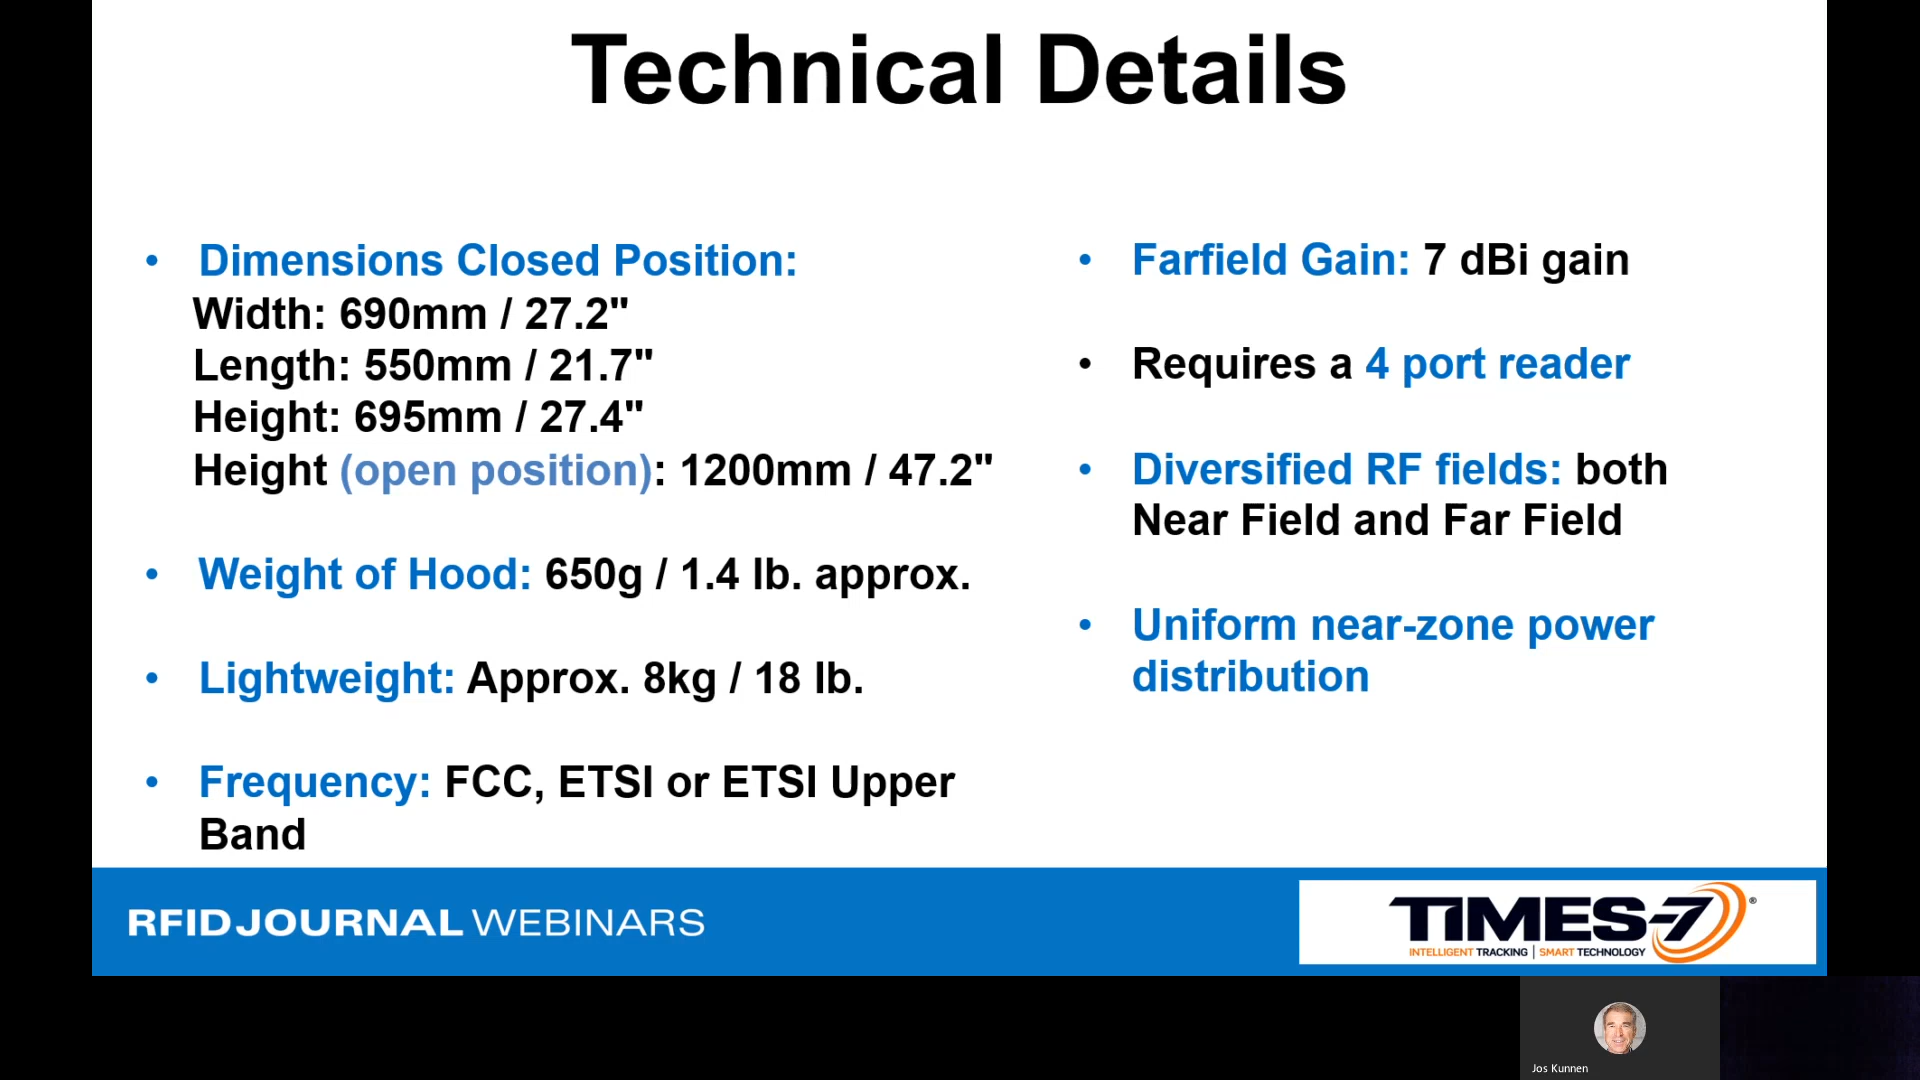 Technical Details
• Dimensions Closed Position:
Width: 690mm / 27.2"
Length: 550mm / 21.7"
Height: 695mm / 27.4"
Height (open position): 1200mm / 47.2"
• Weight of Hood: 650g / 1.4 lb. approx.
• Lightweight: Approx. 8kg / 18 lb.
• Frequency: FCC, ETSI or ETSI Upper
Band
• Farfield Gain: 7 dBi gain
• Requires a 4 port reader
• Diversified RF fields: both
Near Field and Far Field
• Uniform near-zone power
distribution
RFID JOURNAL WEBINARS
TIMES-7®
INTELLIGENT TRACKING | SMART TECHNOLOGY
Jos Kunnen